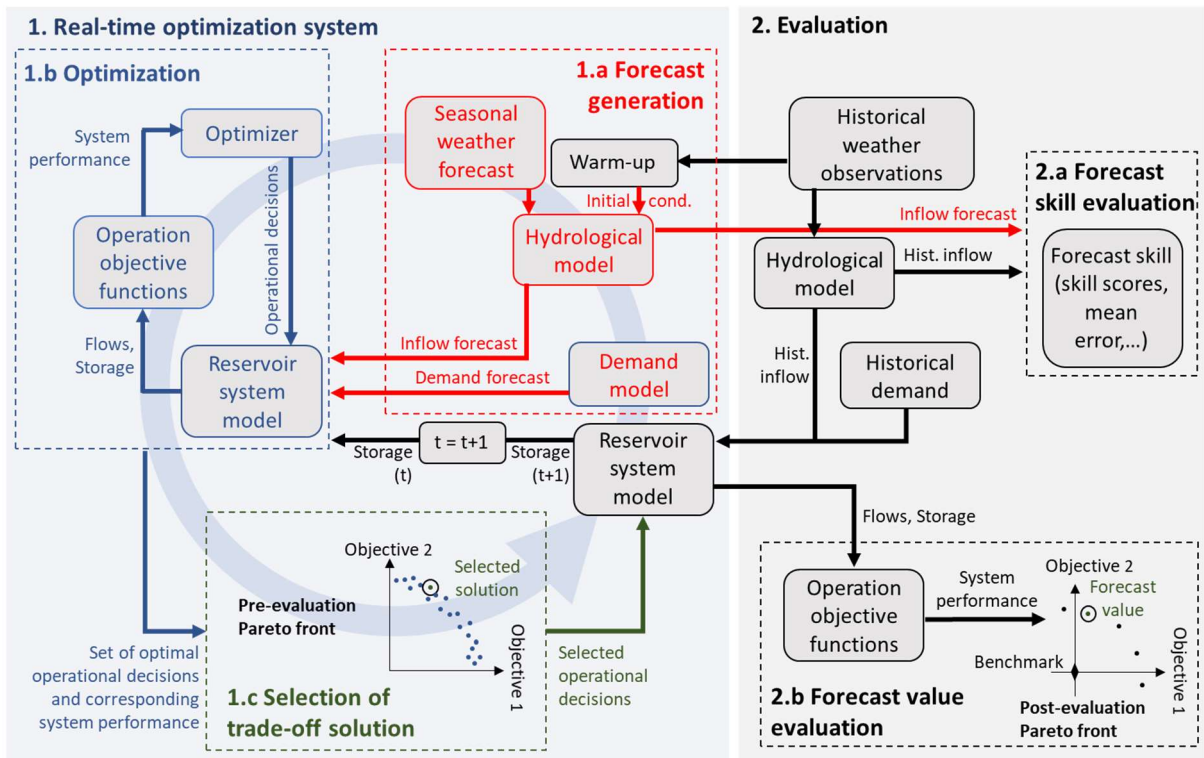 1. Real-time optimization system
1.b Optimization
System
performance
Optimizer
Operational decisions
Operation
objective
functions
Flows,
Storage
Reservoir
system
model
1.a Forecast
generation
Seasonal
weather
forecast
Warm-up
Initial cond.
Hydrological
model
Inflow forecast
Demand forecast
Demand
model
Storage
(t)
t = t+1
Storage
(t+1)
Reservoir
system
model
Set of optimal
operational decisions
and corresponding
system performance
Objective 2
Selected
solution
Pre-evaluation
Pareto front
Objective 1
1.c Selection of
trade-off solution
Selected
operational
decisions
2. Evaluation
Historical
weather
observations
Inflow forecast
Hydrological
model
Hist. inflow
Hist.
inflow
Historical
demand
2.a Forecast
skill evaluation
Forecast skill
(skill scores,
mean
error,...)
Flows, Storage
Operation
objective
functions
System
performance
Objective 2
Forecast
value
Benchmark
Objective 1
Post-evaluation
Pareto front
2.b Forecast value
evaluation